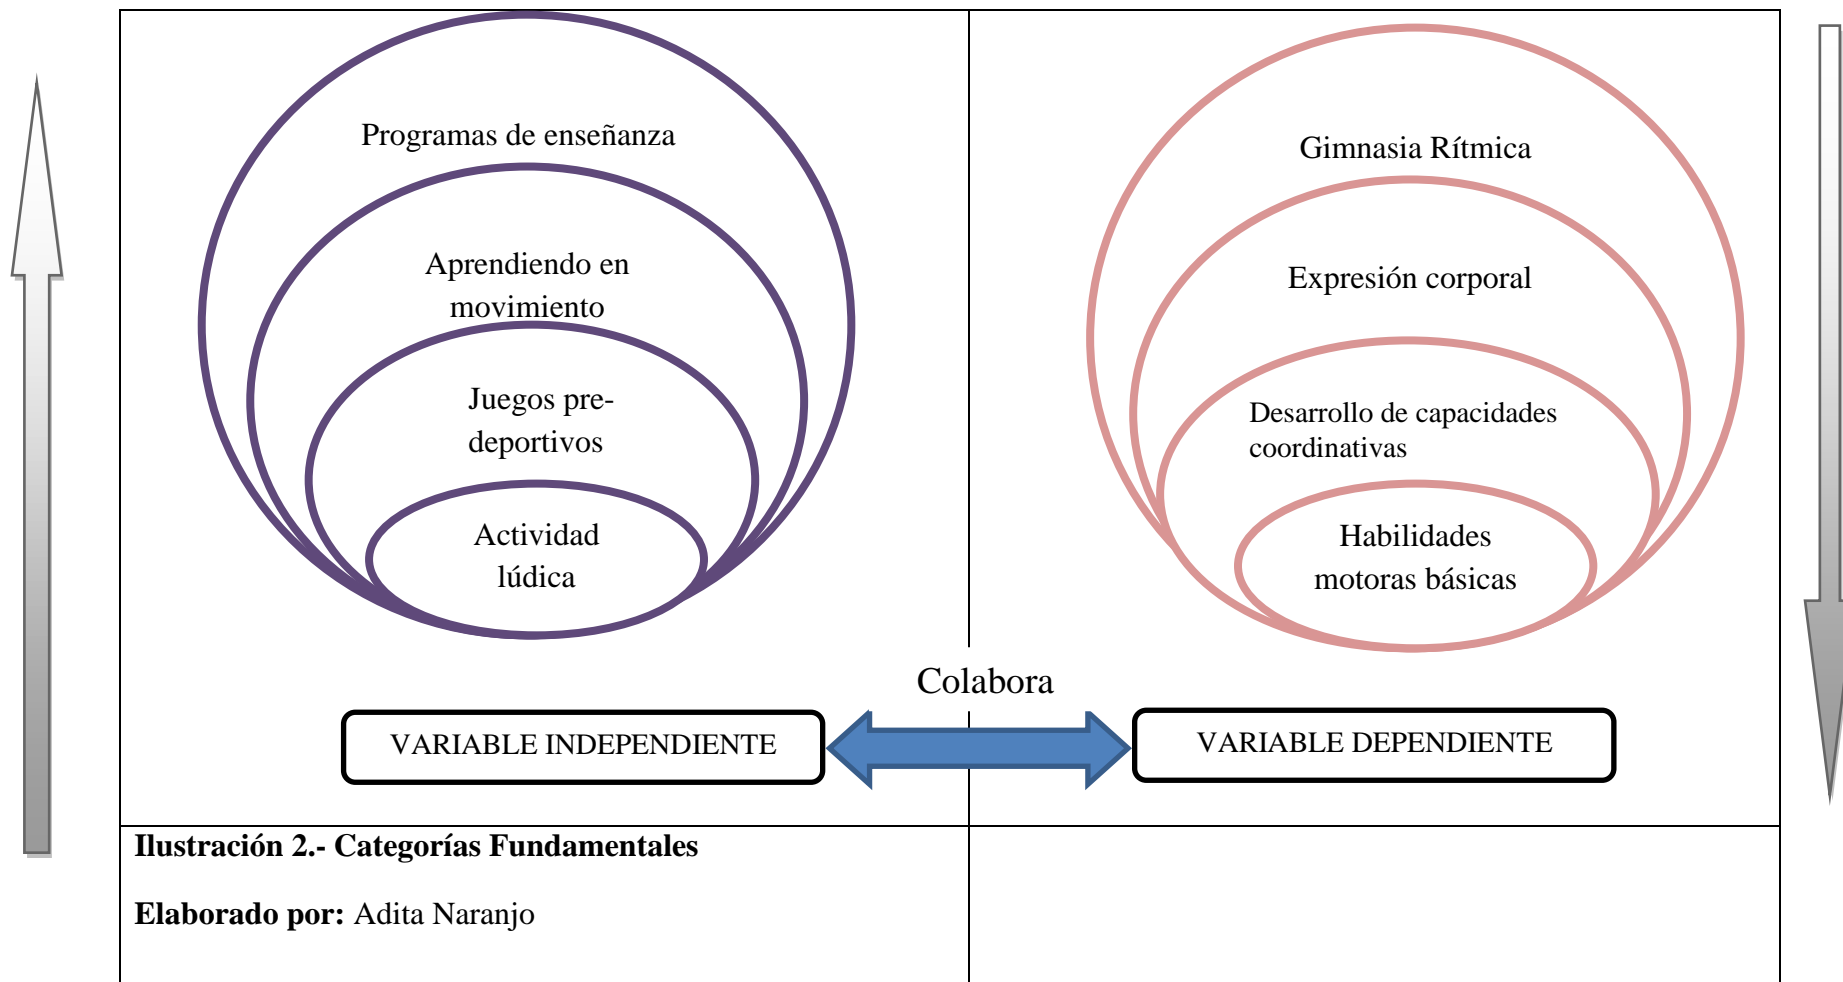 Programas de enseñanza
Aprendiendo en
movimiento
Juegos pre-
deportivos
Actividad
lúdica
Gimnasia Rítmica
Expresión corporal
Desarrollo de capacidades
coordinativas
Habilidades
motoras básicas
Colabora
VARIABLE INDEPENDIENTE
VARIABLE DEPENDIENTE
Ilustración 2.- Categorías Fundamentales
Elaborado por: Adita Naranjo